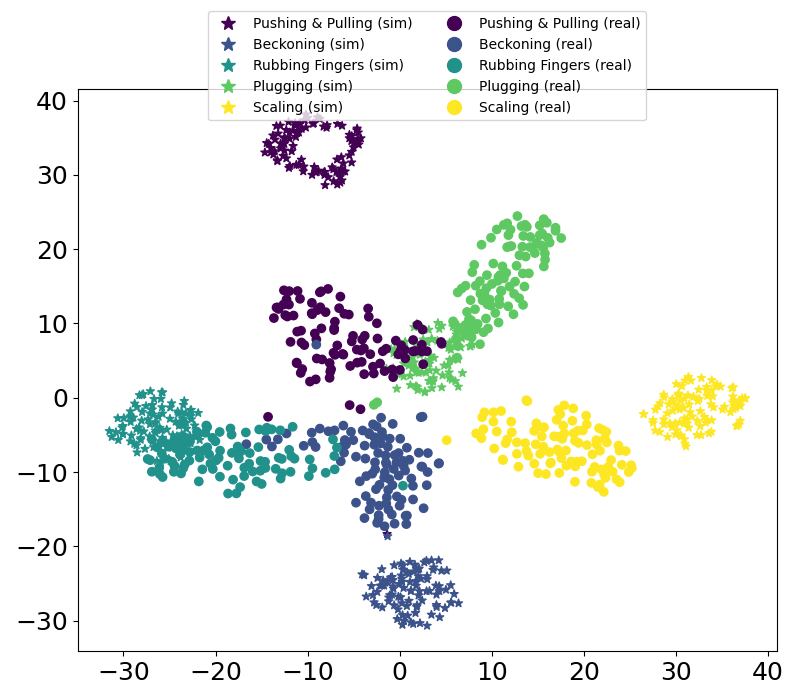 Pushing & Pulling (sim) Pushing & Pulling (real)
Beckoning (sim) Beckoning (real)
Rubbing Fingers (sim) Rubbing Fingers (real)
Plugging (sim) Plugging (real)
Scaling (sim) Scaling (real)
40
30
20
10
0
−10
−20
−30
−30 −20 −10 0 10 20 30 40